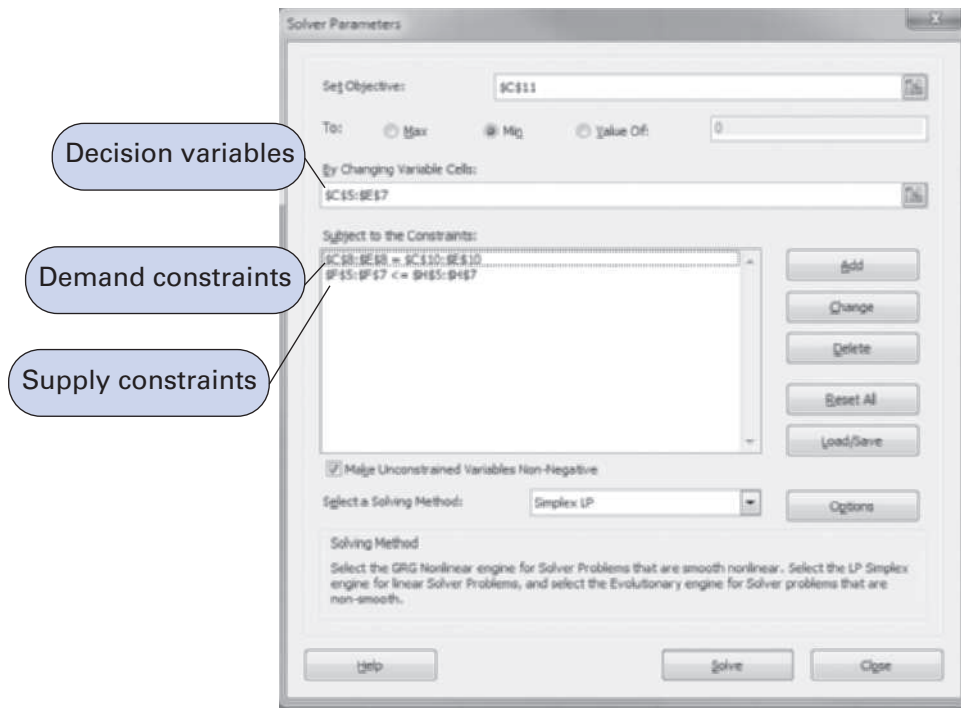 Solver Parameters
Set Objective: $C$11
To: Max Min Value Of: 0
Decision variables
By Changing Variable Cells:
$C$5:$E$7
Subject to the Constraints:
$C$8:$E$8 = $C$10:$E$10
$F$5:$F$7 <= $H$5:$H$7
Demand constraints
Supply constraints
Add
Change
Delete
Reset All
Load/Save
Make Unconstrained Variables Non-Negative
Select a Solving Method: Simplex LP Options
Solving Method
Select the GRG Nonlinear engine for Solver Problems that are smooth nonlinear. Select the LP Simplex
engine for linear Solver Problems, and select the Evolutionary engine for Solver problems that are
non-smooth.
Help Solve Close